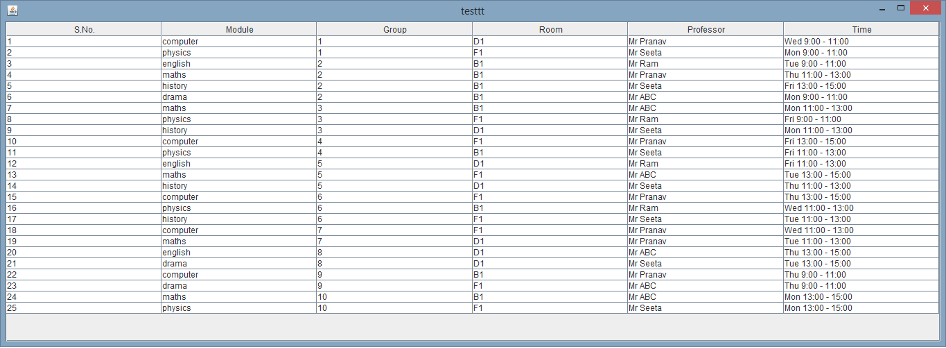 testtt
S.No. Module Group Room Professor Time
1 computer 1 D1 Mr Pranav Wed 9:00 - 11:00
2 physics 1 F1 Mr Seeta Mon 9:00 - 11:00
3 english 2 B1 Mr Ram Tue 9:00 - 11:00
4 maths 2 B1 Mr Pranav Thu 11:00 - 13:00
5 history 2 B1 Mr Seeta Fri 13:00 - 15:00
6 drama 2 B1 Mr ABC Mon 9:00 - 11:00
7 maths 3 B1 Mr ABC Mon 11:00 - 13:00
8 physics 3 F1 Mr Ram Fri 9:00 - 11:00
9 history 3 D1 Mr Seeta Mon 11:00 - 13:00
10 computer 4 F1 Mr Pranav Fri 13:00 - 15:00
11 physics 4 B1 Mr Seeta Fri 11:00 - 13:00
12 english 5 D1 Mr Ram Fri 11:00 - 13:00
13 maths 5 F1 Mr ABC Tue 13:00 - 15:00
14 history 5 D1 Mr Seeta Thu 11:00 - 13:00
15 computer 6 F1 Mr Pranav Thu 13:00 - 15:00
16 physics 6 B1 Mr Ram Wed 11:00 - 13:00
17 history 6 F1 Mr Seeta Tue 11:00 - 13:00
18 computer 7 F1 Mr Pranav Wed 11:00 - 13:00
19 maths 7 D1 Mr Pranav Tue 11:00 - 13:00
20 english 8 D1 Mr ABC Thu 13:00 - 15:00
21 drama 8 D1 Mr Seeta Tue 13:00 - 15:00
22 computer 9 B1 Mr Pranav Thu 9:00 - 11:00
23 drama 9 F1 Mr ABC Thu 9:00 - 11:00
24 maths 10 B1 Mr ABC Mon 13:00 - 15:00
25 physics 10 F1 Mr Seeta Mon 13:00 - 15:00